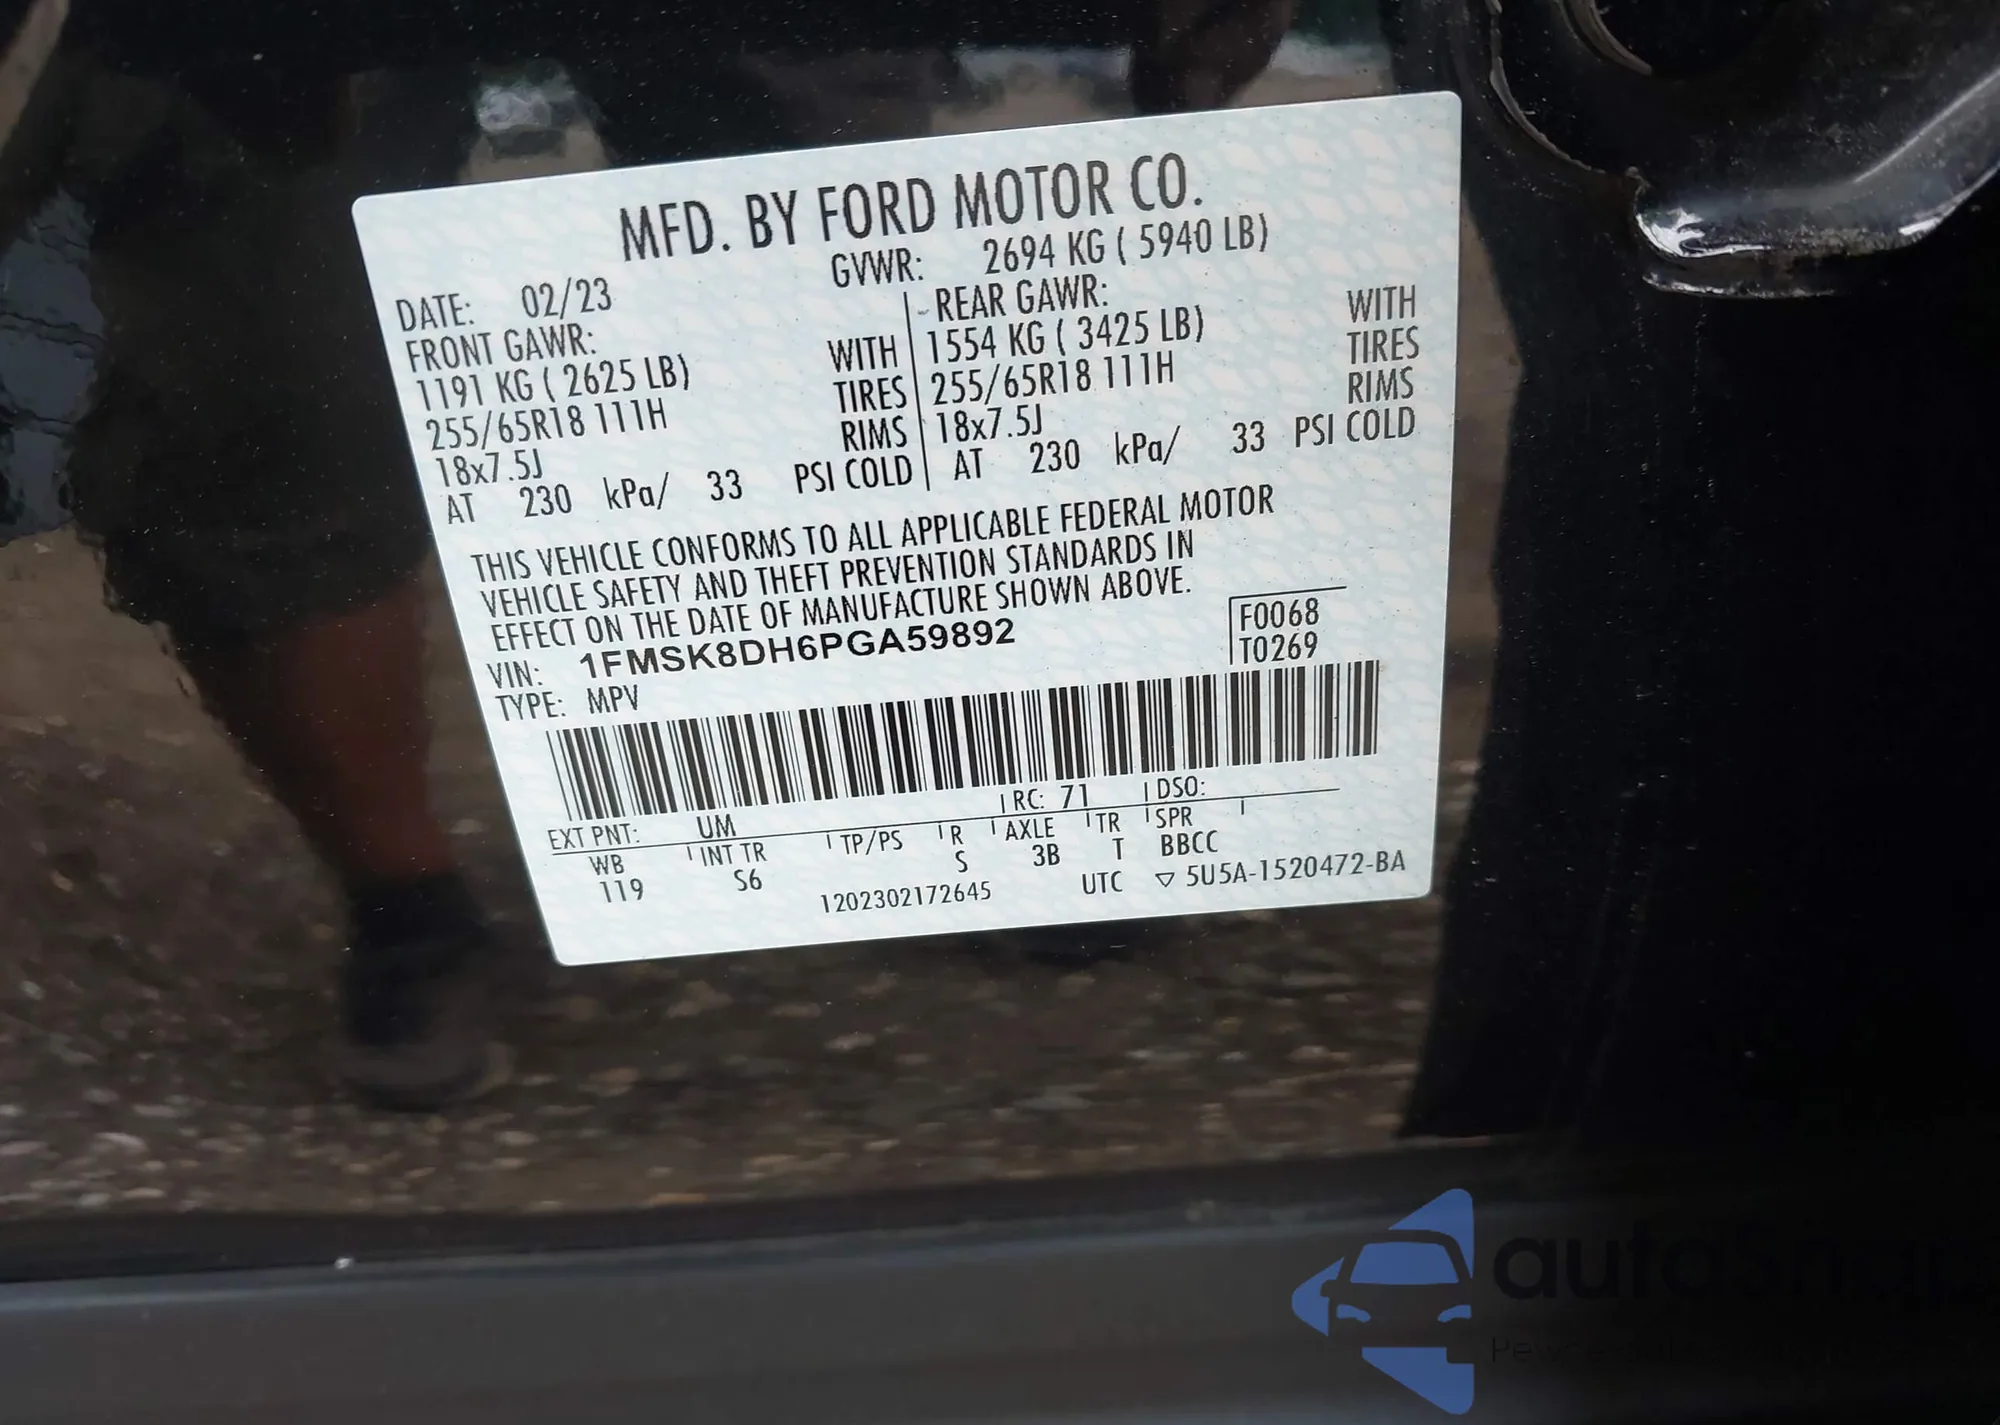 MFD. BY FORD MOTOR CO.
DATE: 02/23 GVWR: 2694 KG ( 5940 LB)
FRONT GAWR: REAR GAWR:
1191 KG ( 2625 LB) WITH 1554 KG ( 3425 LB) WITH
255/65R18 111H TIRES 255/65R18 111H TIRES
18x7.5J RIMS 18x7.5J RIMS
AT 230 kPa/ 33 PSI COLD AT 230 kPa/ 33 PSI COLD
THIS VEHICLE CONFORMS TO ALL APPLICABLE FEDERAL MOTOR
VEHICLE SAFETY AND THEFT PREVENTION STANDARDS IN
EFFECT ON THE DATE OF MANUFACTURE SHOWN ABOVE.
VIN: 1FMSK8DH6PGA59892 F0068
TYPE: MPV T0269
EXT PNT: UM RC: 71 DSO:
WB INT TR TP/PS R AXLE TR SPR
119 S6 S 3B T BBCC
1202302172645 UTC ▽ 5U5A-1520472-BA